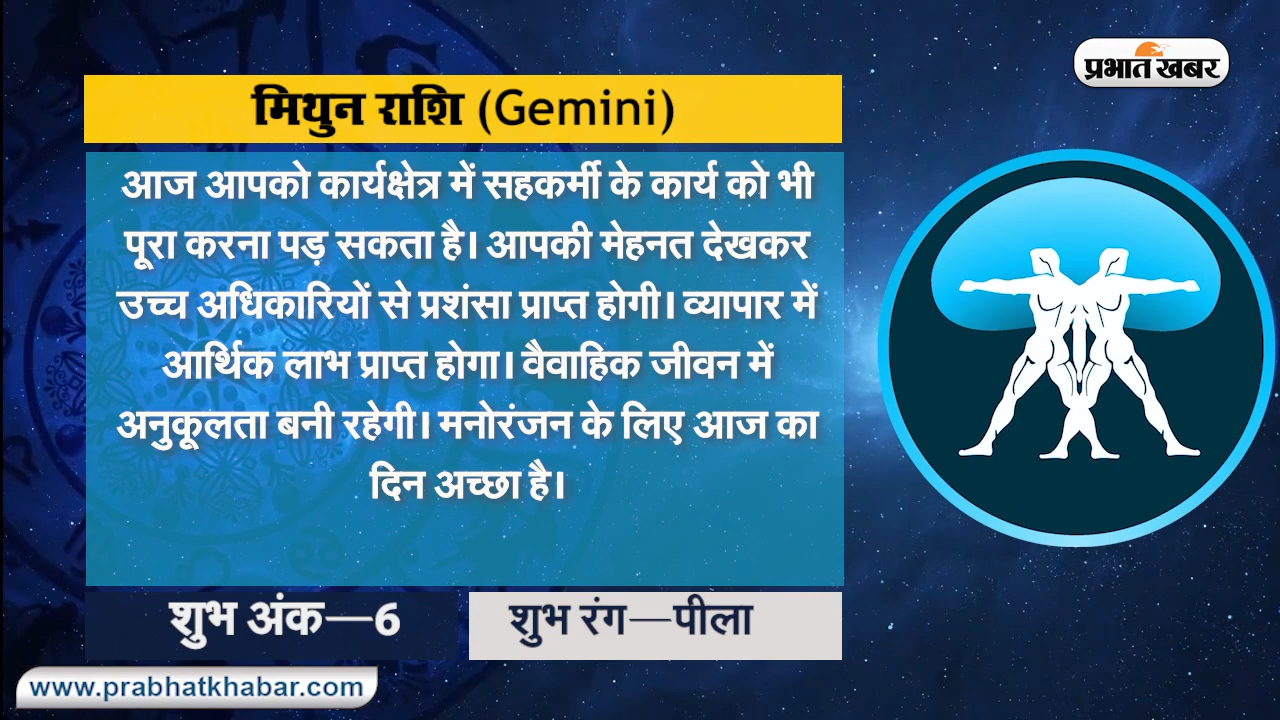 प्रभात खबर
मिथुन राशि (Gemini)
आज आपको कार्यक्षेत्र में सहकर्मी के कार्य को भी
पूरा करना पड़ सकता है। आपकी मेहनत देखकर
उच्च अधिकारियों से प्रशंसा प्राप्त होगी। व्यापार में
आर्थिक लाभ प्राप्त होगा। वैवाहिक जीवन में
अनुकूलता बनी रहेगी। मनोरंजन के लिए आज का
दिन अच्छा है।
शुभ अंक—6
शुभ रंग—पीला
www.prabhatkhabar.com